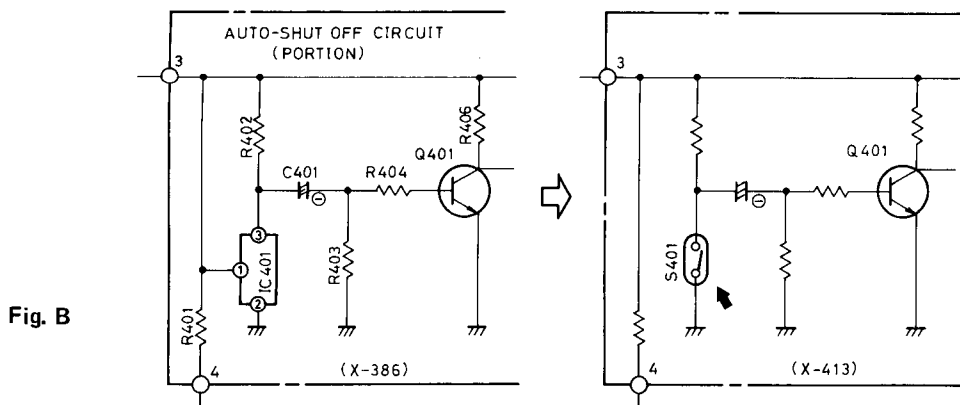 AUTO-SHUT OFF CIRCUIT
(PORTION)
3
R402
R406
Q401
C401
R404
⊖
③
① IC401
②
R403
R401
4
(X-386)
3
Q401
⊖
S401
4
(X-413)
Fig. B